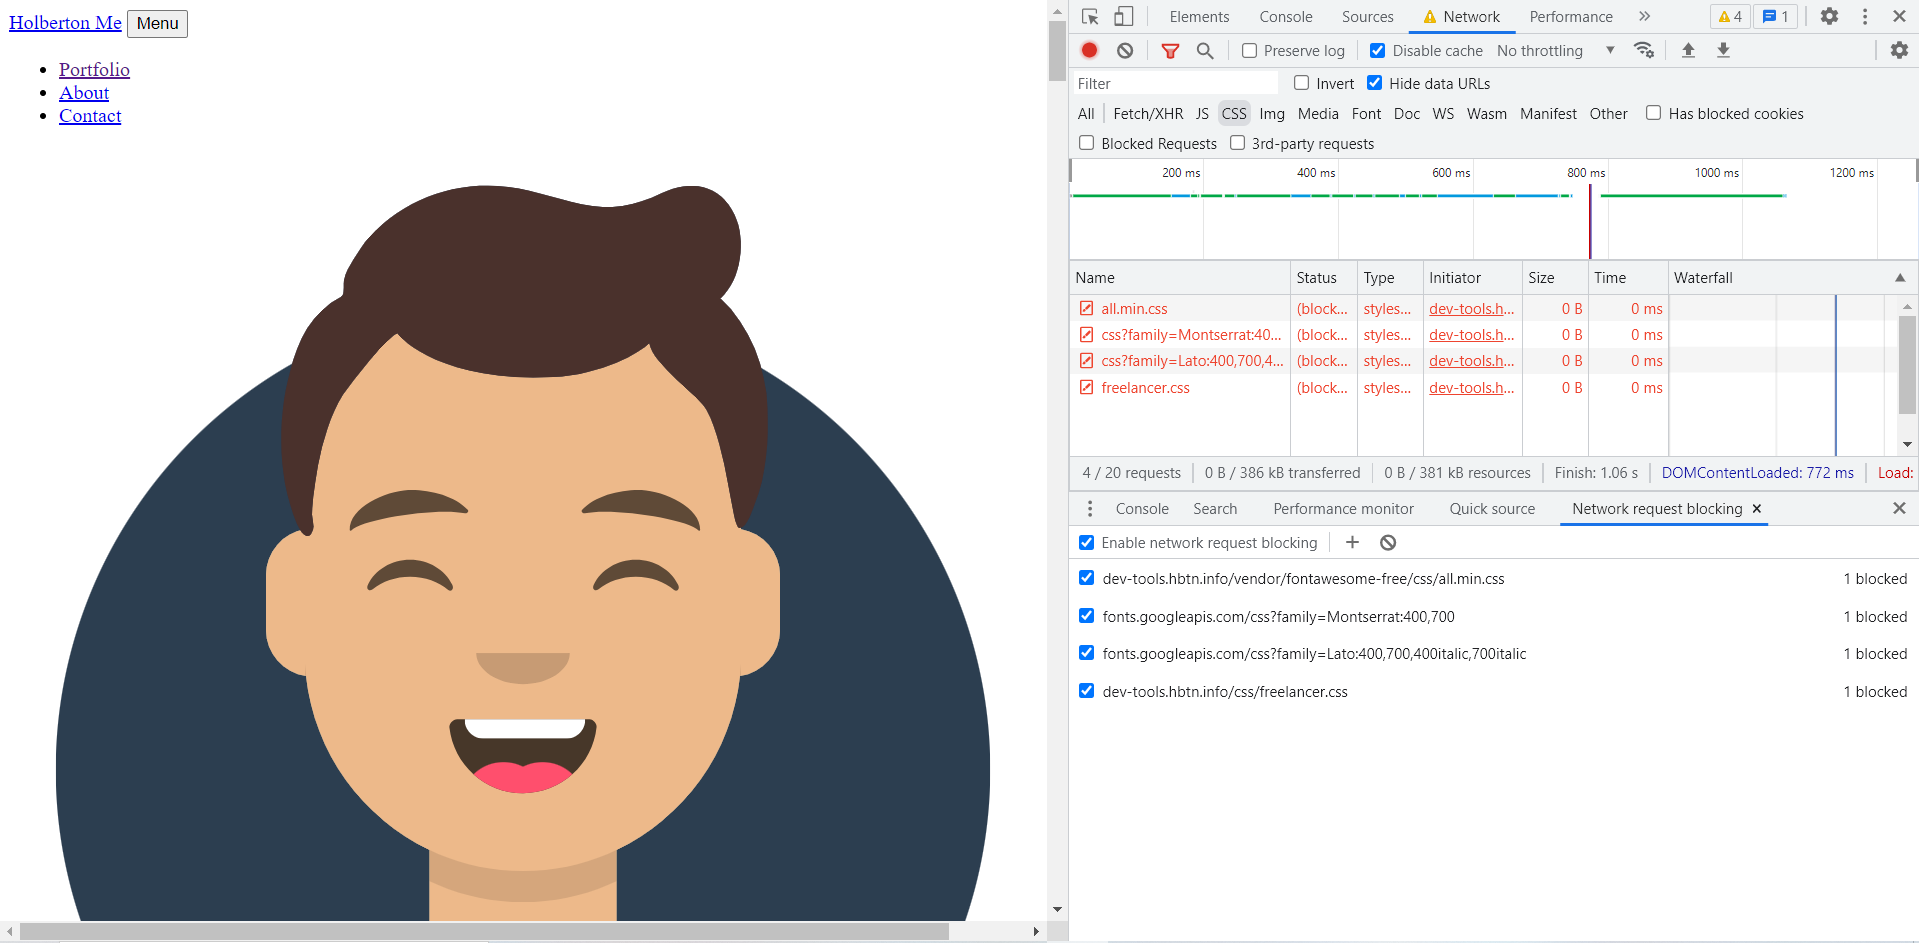 Holberton Me Menu
Portfolio
About
Contact
Elements Console Sources Network Performance 4 1
Preserve log Disable cache No throttling
Filter Invert Hide data URLs
All Fetch/XHR JS CSS Img Media Font Doc WS Wasm Manifest Other Has blocked cookies
Blocked Requests 3rd-party requests
200 ms 400 ms 600 ms 800 ms 1000 ms 1200 ms
Name Status Type Initiator Size Time Waterfall
all.min.css (block... styles... dev-tools.h... 0 B 0 ms
css?family=Montserrat:40... (block... styles... dev-tools.h... 0 B 0 ms
css?family=Lato:400,700,4... (block... styles... dev-tools.h... 0 B 0 ms
freelancer.css (block... styles... dev-tools.h... 0 B 0 ms
4 / 20 requests 0 B / 386 kB transferred 0 B / 381 kB resources Finish: 1.06 s DOMContentLoaded: 772 ms Load:
Console Search Performance monitor Quick source Network request blocking
Enable network request blocking
dev-tools.hbtn.info/vendor/fontawesome-free/css/all.min.css 1 blocked
fonts.googleapis.com/css?family=Montserrat:400,700 1 blocked
fonts.googleapis.com/css?family=Lato:400,700,400italic,700italic 1 blocked
dev-tools.hbtn.info/css/freelancer.css 1 blocked